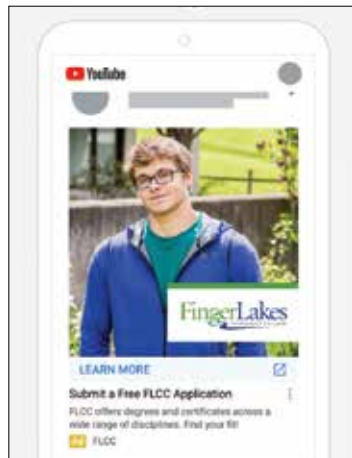 YouTube
FingerLakes
LEARN MORE
Submit a Free FLCC Application
FLCC offers degrees and certificates across a
wide range of disciplines. Find your fit!
Ad FLCC